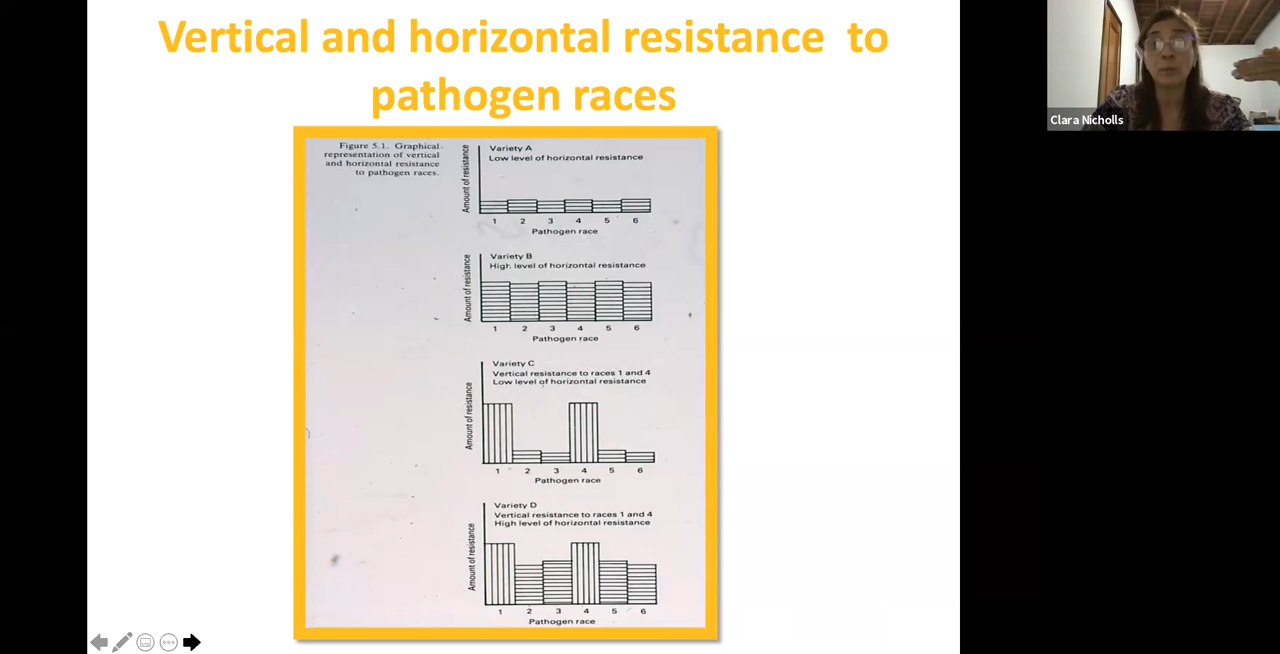 Vertical and horizontal resistance to
pathogen races
Clara Nicholls
Figure 5.1. Graphical
representation of vertical
and horizontal resistance
to pathogen races.
Variety A
Low level of horizontal resistance
Amount of resistance
1 2 3 4 5 6
Pathogen race
Variety B
High level of horizontal resistance
Amount of resistance
1 2 3 4 5 6
Pathogen race
Variety C
Vertical resistance to races 1 and 4
Low level of horizontal resistance
Amount of resistance
1 2 3 4 5 6
Pathogen race
Variety D
Vertical resistance to races 1 and 4
High level of horizontal resistance
Amount of resistance
1 2 3 4 5 6
Pathogen race